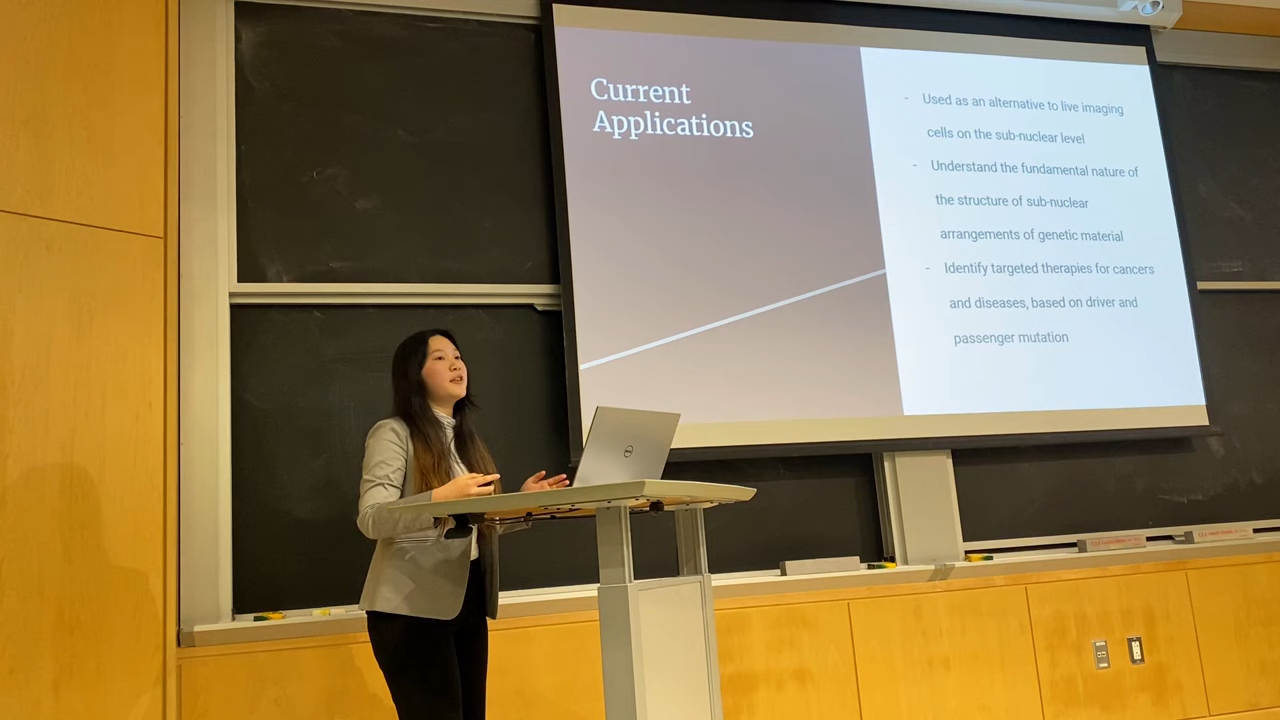 Current
Applications
- Used as an alternative to live imaging
cells on the sub-nuclear level
- Understand the fundamental nature of
the structure of sub-nuclear
arrangements of genetic material
- Identify targeted therapies for cancers
and diseases, based on driver and
passenger mutation
DELL